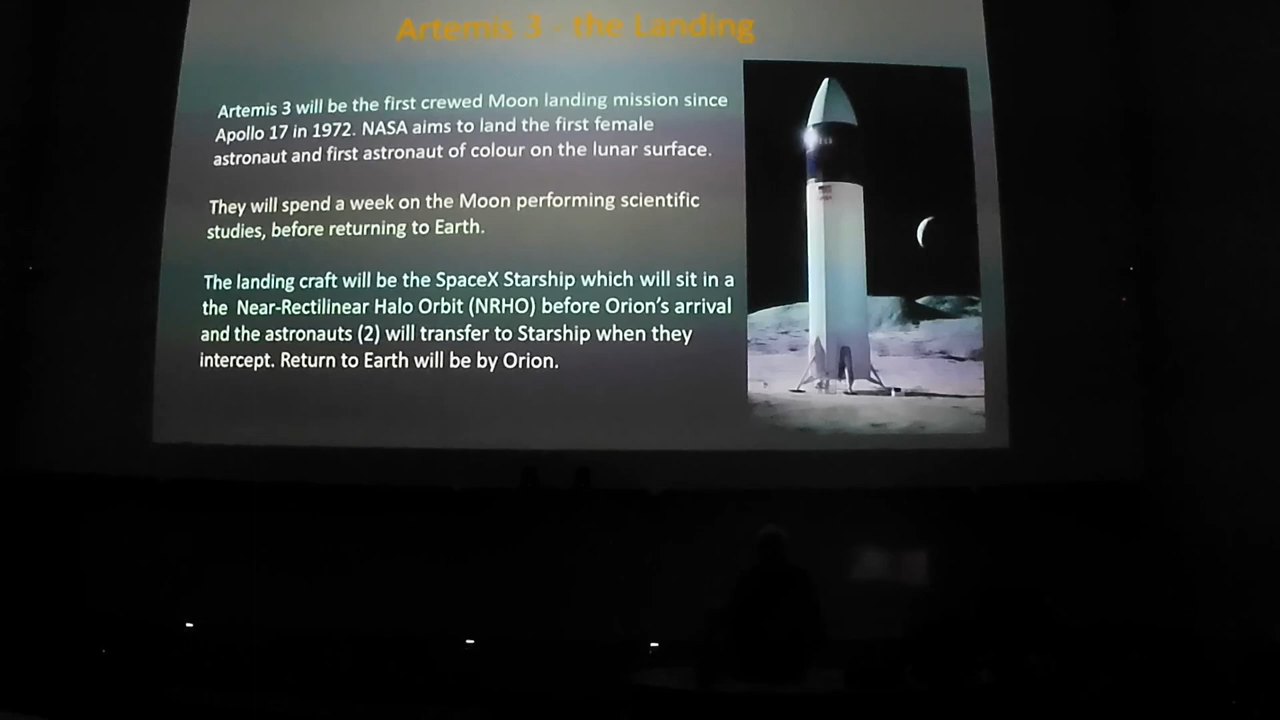 Artemis 3 - the Landing
Artemis 3 will be the first crewed Moon landing mission since
Apollo 17 in 1972. NASA aims to land the first female
astronaut and first astronaut of colour on the lunar surface.
They will spend a week on the Moon performing scientific
studies, before returning to Earth.
The landing craft will be the SpaceX Starship which will sit in a
the Near-Rectilinear Halo Orbit (NRHO) before Orion's arrival
and the astronauts (2) will transfer to Starship when they
intercept. Return to Earth will be by Orion.